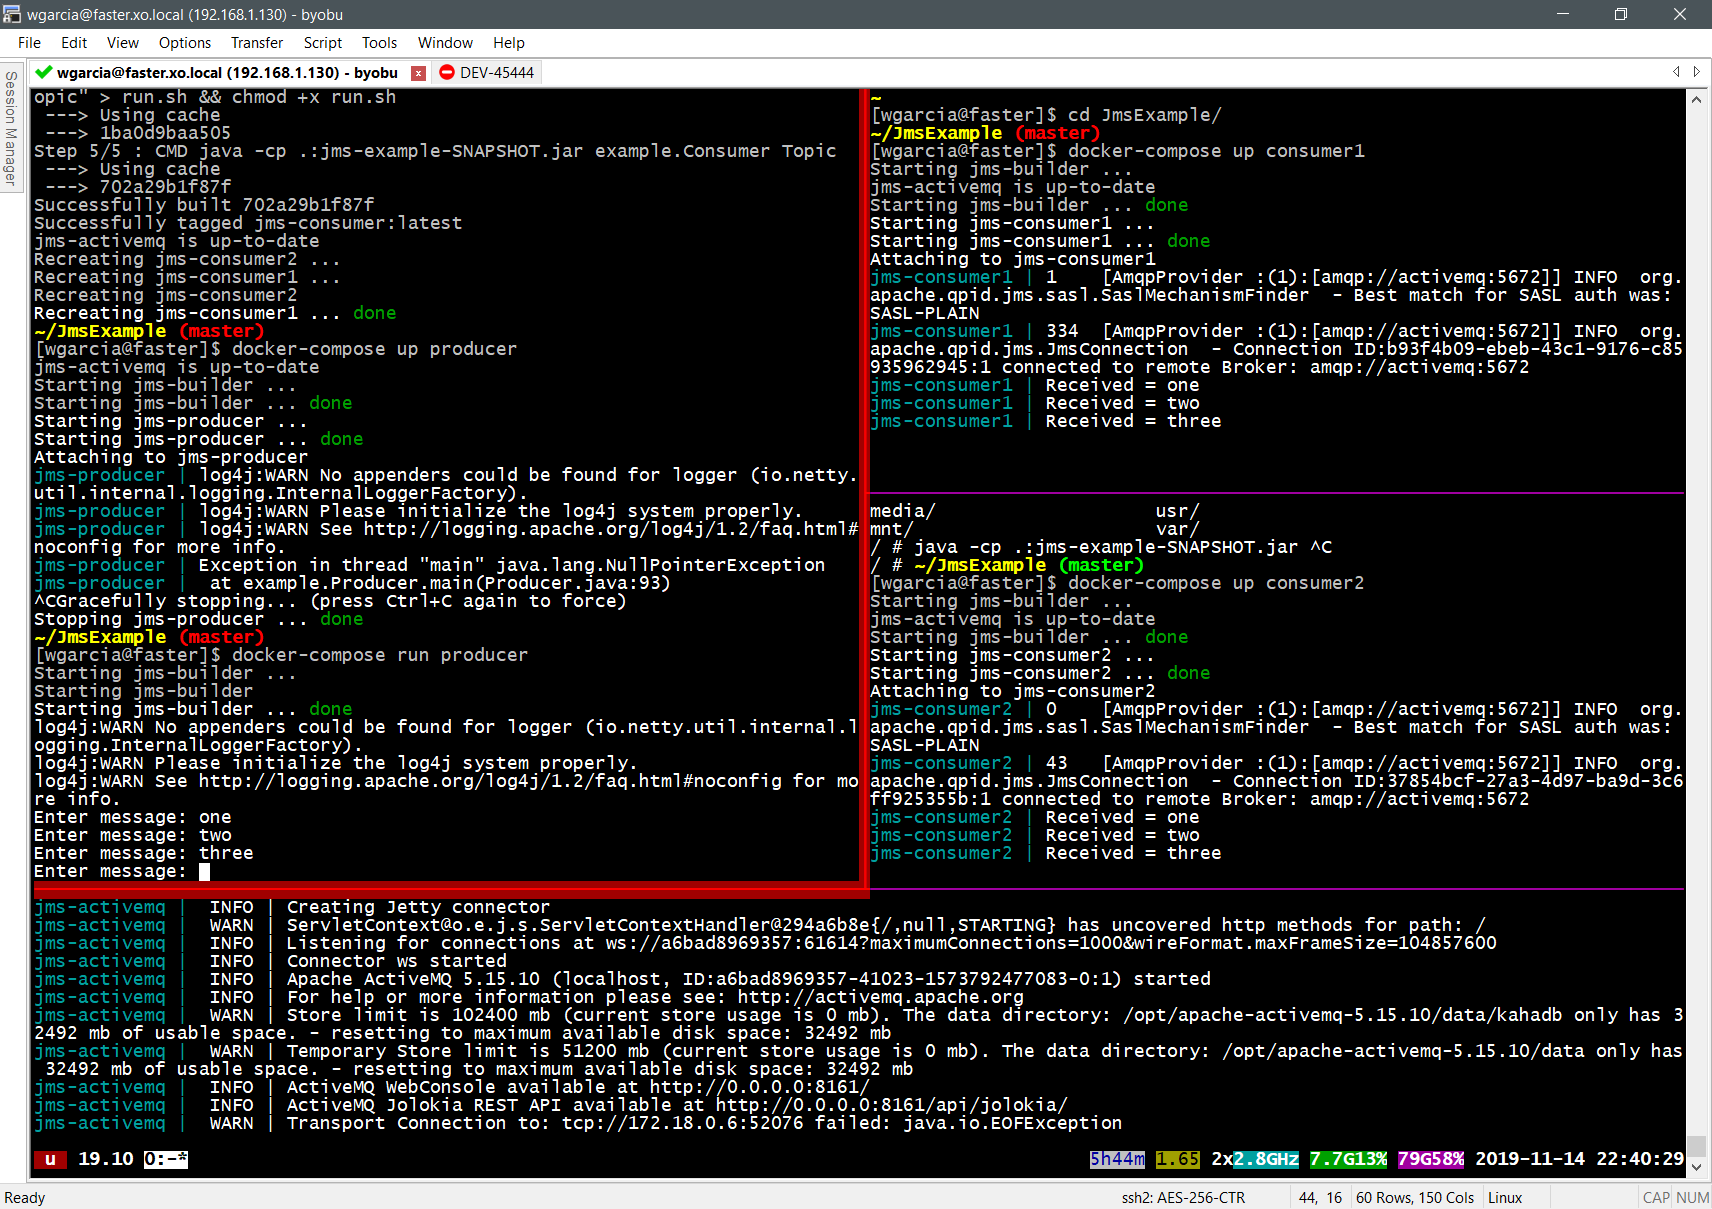 wgarcia@faster.xo.local (192.168.1.130) - byobu
File Edit View Options Transfer Script Tools Window Help
Session Manager
wgarcia@faster.xo.local (192.168.1.130) - byobu x DEV-45444
opic" > run.sh && chmod +x run.sh
---> Using cache
---> 1ba0d9baa505
Step 5/5 : CMD java -cp .:jms-example-SNAPSHOT.jar example.Consumer Topic
---> Using cache
---> 702a29b1f87f
Successfully built 702a29b1f87f
Successfully tagged jms-consumer:latest
jms-activemq is up-to-date
Recreating jms-consumer2 ...
Recreating jms-consumer1 ...
Recreating jms-consumer2
Recreating jms-consumer1 ... done
~/JmsExample (master)
[wgarcia@faster]$ docker-compose up producer
jms-activemq is up-to-date
Starting jms-builder ...
Starting jms-builder ... done
Starting jms-producer ...
Starting jms-producer ... done
Attaching to jms-producer
jms-producer | log4j:WARN No appenders could be found for logger (io.netty.
util.internal.logging.InternalLoggerFactory).
jms-producer | log4j:WARN Please initialize the log4j system properly.
jms-producer | log4j:WARN See http://logging.apache.org/log4j/1.2/faq.html#
noconfig for more info.
jms-producer | Exception in thread "main" java.lang.NullPointerException
jms-producer |  at example.Producer.main(Producer.java:93)
^CGracefully stopping... (press Ctrl+C again to force)
Stopping jms-producer ... done
~/JmsExample (master)
[wgarcia@faster]$ docker-compose run producer
Starting jms-builder ...
Starting jms-builder
Starting jms-builder ... done
log4j:WARN No appenders could be found for logger (io.netty.util.internal.l
ogging.InternalLoggerFactory).
log4j:WARN Please initialize the log4j system properly.
log4j:WARN See http://logging.apache.org/log4j/1.2/faq.html#noconfig for mo
re info.
Enter message: one
Enter message: two
Enter message: three
Enter message:
~
[wgarcia@faster]$ cd JmsExample/
~/JmsExample (master)
[wgarcia@faster]$ docker-compose up consumer1
Starting jms-builder ...
jms-activemq is up-to-date
Starting jms-builder ... done
Starting jms-consumer1 ...
Starting jms-consumer1 ... done
Attaching to jms-consumer1
jms-consumer1 | 1    [AmqpProvider :(1):[amqp://activemq:5672]] INFO  org.
apache.qpid.jms.sasl.SaslMechanismFinder  - Best match for SASL auth was:
SASL-PLAIN
jms-consumer1 | 334  [AmqpProvider :(1):[amqp://activemq:5672]] INFO  org.
apache.qpid.jms.JmsConnection  - Connection ID:b93f4b09-ebeb-43c1-9176-c85
935962945:1 connected to remote Broker: amqp://activemq:5672
jms-consumer1 | Received = one
jms-consumer1 | Received = two
jms-consumer1 | Received = three
media/ usr/
mnt/ var/
/ # java -cp .:jms-example-SNAPSHOT.jar ^C
/ # ~/JmsExample (master)
[wgarcia@faster]$ docker-compose up consumer2
Starting jms-builder ...
jms-activemq is up-to-date
Starting jms-builder ... done
Starting jms-consumer2 ...
Starting jms-consumer2 ... done
Attaching to jms-consumer2
jms-consumer2 | 0    [AmqpProvider :(1):[amqp://activemq:5672]] INFO  org.
apache.qpid.jms.sasl.SaslMechanismFinder  - Best match for SASL auth was:
SASL-PLAIN
jms-consumer2 | 43   [AmqpProvider :(1):[amqp://activemq:5672]] INFO  org.
apache.qpid.jms.JmsConnection  - Connection ID:37854bcf-27a3-4d97-ba9d-3c6
ff925355b:1 connected to remote Broker: amqp://activemq:5672
jms-consumer2 | Received = one
jms-consumer2 | Received = two
jms-consumer2 | Received = three
jms-activemq |  INFO | Creating Jetty connector
jms-activemq |  WARN | ServletContext@o.e.j.s.ServletContextHandler@294a6b8e{/,null,STARTING} has uncovered http methods for path: /
jms-activemq |  INFO | Listening for connections at ws://a6bad8969357:61614?maximumConnections=1000&wireFormat.maxFrameSize=104857600
jms-activemq |  INFO | Connector ws started
jms-activemq |  INFO | Apache ActiveMQ 5.15.10 (localhost, ID:a6bad8969357-41023-1573792477083-0:1) started
jms-activemq |  INFO | For help or more information please see: http://activemq.apache.org
jms-activemq |  WARN | Store limit is 102400 mb (current store usage is 0 mb). The data directory: /opt/apache-activemq-5.15.10/data/kahadb only has 3
2492 mb of usable space. - resetting to maximum available disk space: 32492 mb
jms-activemq |  WARN | Temporary Store limit is 51200 mb (current store usage is 0 mb). The data directory: /opt/apache-activemq-5.15.10/data only has
32492 mb of usable space. - resetting to maximum available disk space: 32492 mb
jms-activemq |  INFO | ActiveMQ WebConsole available at http://0.0.0.0:8161/
jms-activemq |  INFO | ActiveMQ Jolokia REST API available at http://0.0.0.0:8161/api/jolokia/
jms-activemq |  WARN | Transport Connection to: tcp://172.18.0.6:52076 failed: java.io.EOFException
u 19.10 0:-* 5h44m 1.65 2x2.8GHz 7.7G13% 79G58% 2019-11-14 22:40:29
Ready ssh2: AES-256-CTR 44, 16 60 Rows, 150 Cols Linux CAP NUM